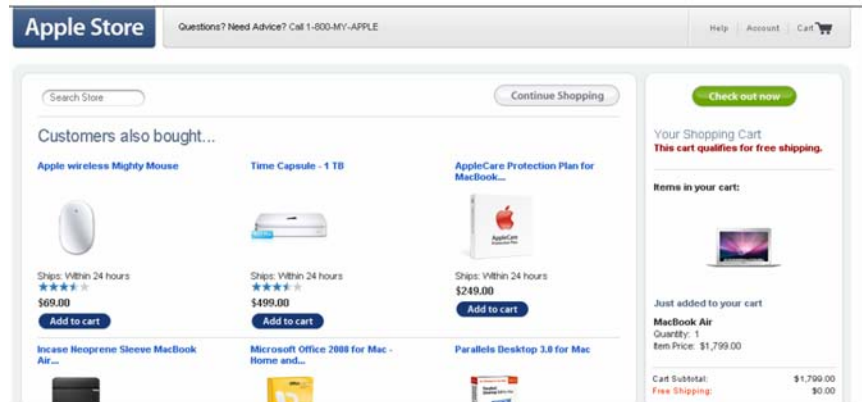 Apple Store
Questions? Need Advice? Call 1-800-MY-APPLE
Help
Account
Cart
Search Store
Continue Shopping
Customers also bought...
Apple wireless Mighty Mouse
Ships: Within 24 hours
$69.00
Add to cart
Time Capsule - 1 TB
Ships: Within 24 hours
$499.00
Add to cart
AppleCare Protection Plan for
MacBook...
AppleCare
Protection Plan
Ships: Within 24 hours
$249.00
Add to cart
Incase Neoprene Sleeve MacBook
Air...
Microsoft Office 2008 for Mac -
Home and...
Parallels Desktop 3.0 for Mac
Check out now
Your Shopping Cart
This cart qualifies for free shipping.
Items in your cart:
Just added to your cart
MacBook Air
Quantity: 1
Item Price: $1,799.00
Cart Subtotal: $1,799.00
Free Shipping: $0.00